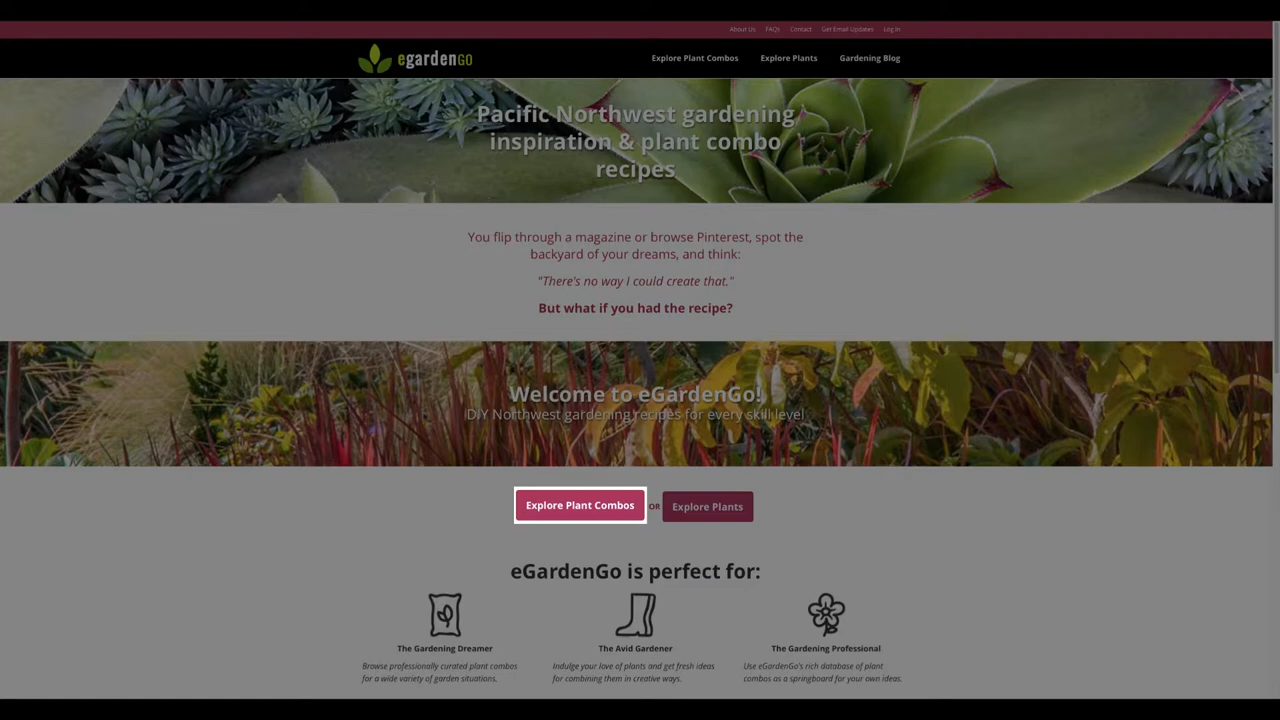 About Us FAQs Contact Get Email Updates Log In
egardenGO
Explore Plant Combos Explore Plants Gardening Blog
Pacific Northwest gardening
inspiration & plant combo
recipes
You flip through a magazine or browse Pinterest, spot the
backyard of your dreams, and think:
"There's no way I could create that."
But what if you had the recipe?
Welcome to eGardenGo!
DIY Northwest gardening recipes for every skill level
Explore Plant Combos OR Explore Plants
eGardenGo is perfect for:
The Gardening Dreamer
Browse professionally curated plant combos
for a wide variety of garden situations.
The Avid Gardener
Indulge your love of plants and get fresh ideas
for combining them in creative ways.
The Gardening Professional
Use eGardenGo's rich database of plant
combos as a springboard for your own ideas.